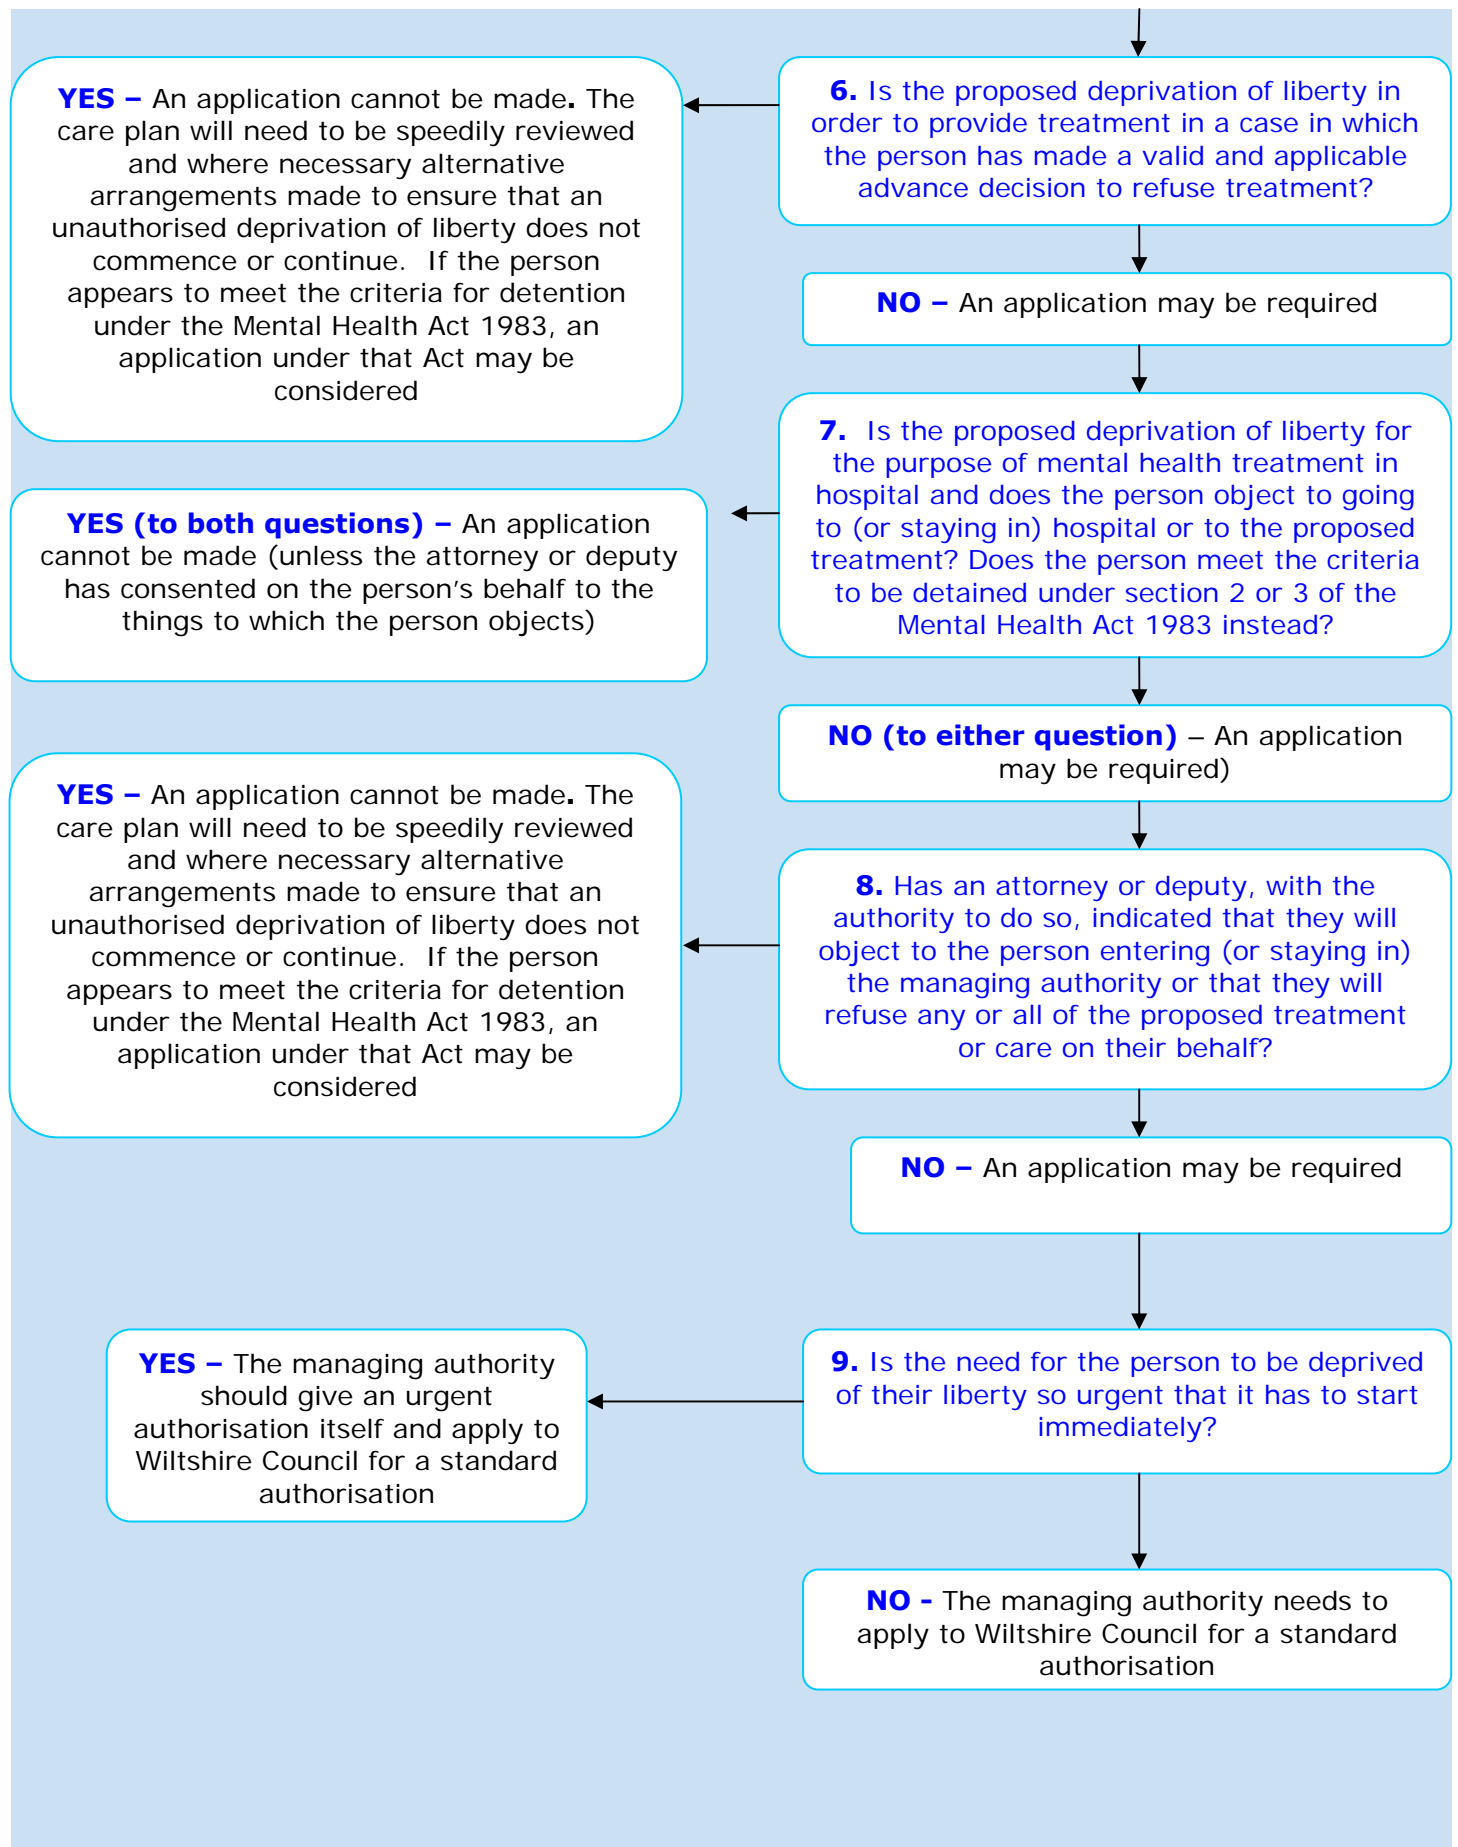 6. Is the proposed deprivation of liberty in
order to provide treatment in a case in which
the person has made a valid and applicable
advance decision to refuse treatment?
YES – An application cannot be made. The
care plan will need to be speedily reviewed
and where necessary alternative
arrangements made to ensure that an
unauthorised deprivation of liberty does not
commence or continue. If the person
appears to meet the criteria for detention
under the Mental Health Act 1983, an
application under that Act may be
considered
NO – An application may be required
7. Is the proposed deprivation of liberty for
the purpose of mental health treatment in
hospital and does the person object to going
to (or staying in) hospital or to the proposed
treatment? Does the person meet the criteria
to be detained under section 2 or 3 of the
Mental Health Act 1983 instead?
YES (to both questions) – An application
cannot be made (unless the attorney or deputy
has consented on the person's behalf to the
things to which the person objects)
NO (to either question) – An application
may be required)
8. Has an attorney or deputy, with the
authority to do so, indicated that they will
object to the person entering (or staying in)
the managing authority or that they will
refuse any or all of the proposed treatment
or care on their behalf?
YES – An application cannot be made. The
care plan will need to be speedily reviewed
and where necessary alternative
arrangements made to ensure that an
unauthorised deprivation of liberty does not
commence or continue. If the person
appears to meet the criteria for detention
under the Mental Health Act 1983, an
application under that Act may be
considered
NO – An application may be required
9. Is the need for the person to be deprived
of their liberty so urgent that it has to start
immediately?
YES – The managing authority
should give an urgent
authorisation itself and apply to
Wiltshire Council for a standard
authorisation
NO - The managing authority needs to
apply to Wiltshire Council for a standard
authorisation